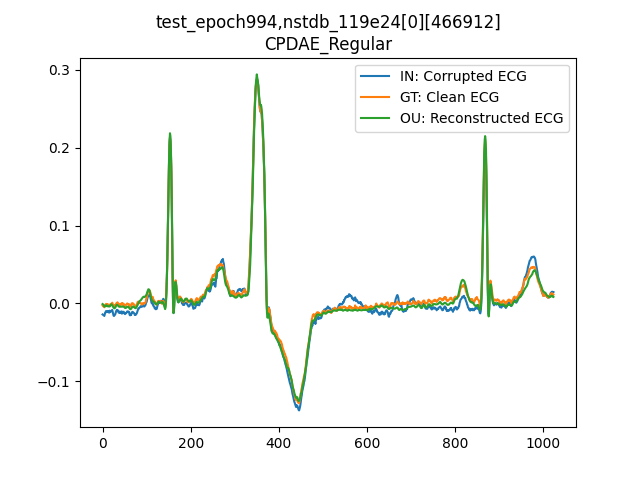 test_epoch994,nstdb_119e24[0][466912]
CPDAE_Regular
IN: Corrupted ECG
GT: Clean ECG
OU: Reconstructed ECG
0.3
0.2
0.1
0.0
−0.1
0
200
400
600
800
1000